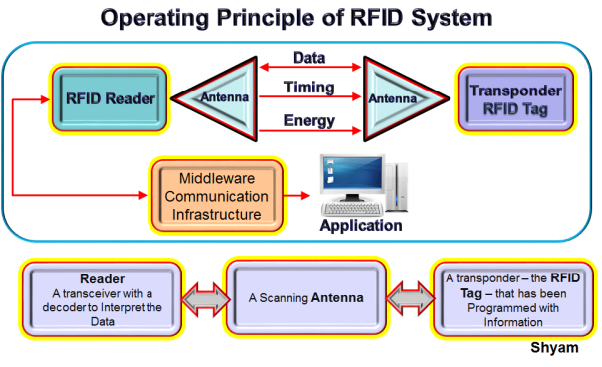 Operating Principle of RFID System
RFID Reader
Antenna
Data
Timing
Energy
Antenna
Transponder
RFID Tag
Middleware
Communication
Infrastructure
Application
Reader
A transceiver with a
decoder to Interpret the
Data
A Scanning Antenna
A transponder – the RFID
Tag – that has been
Programmed with
Information
Shyam